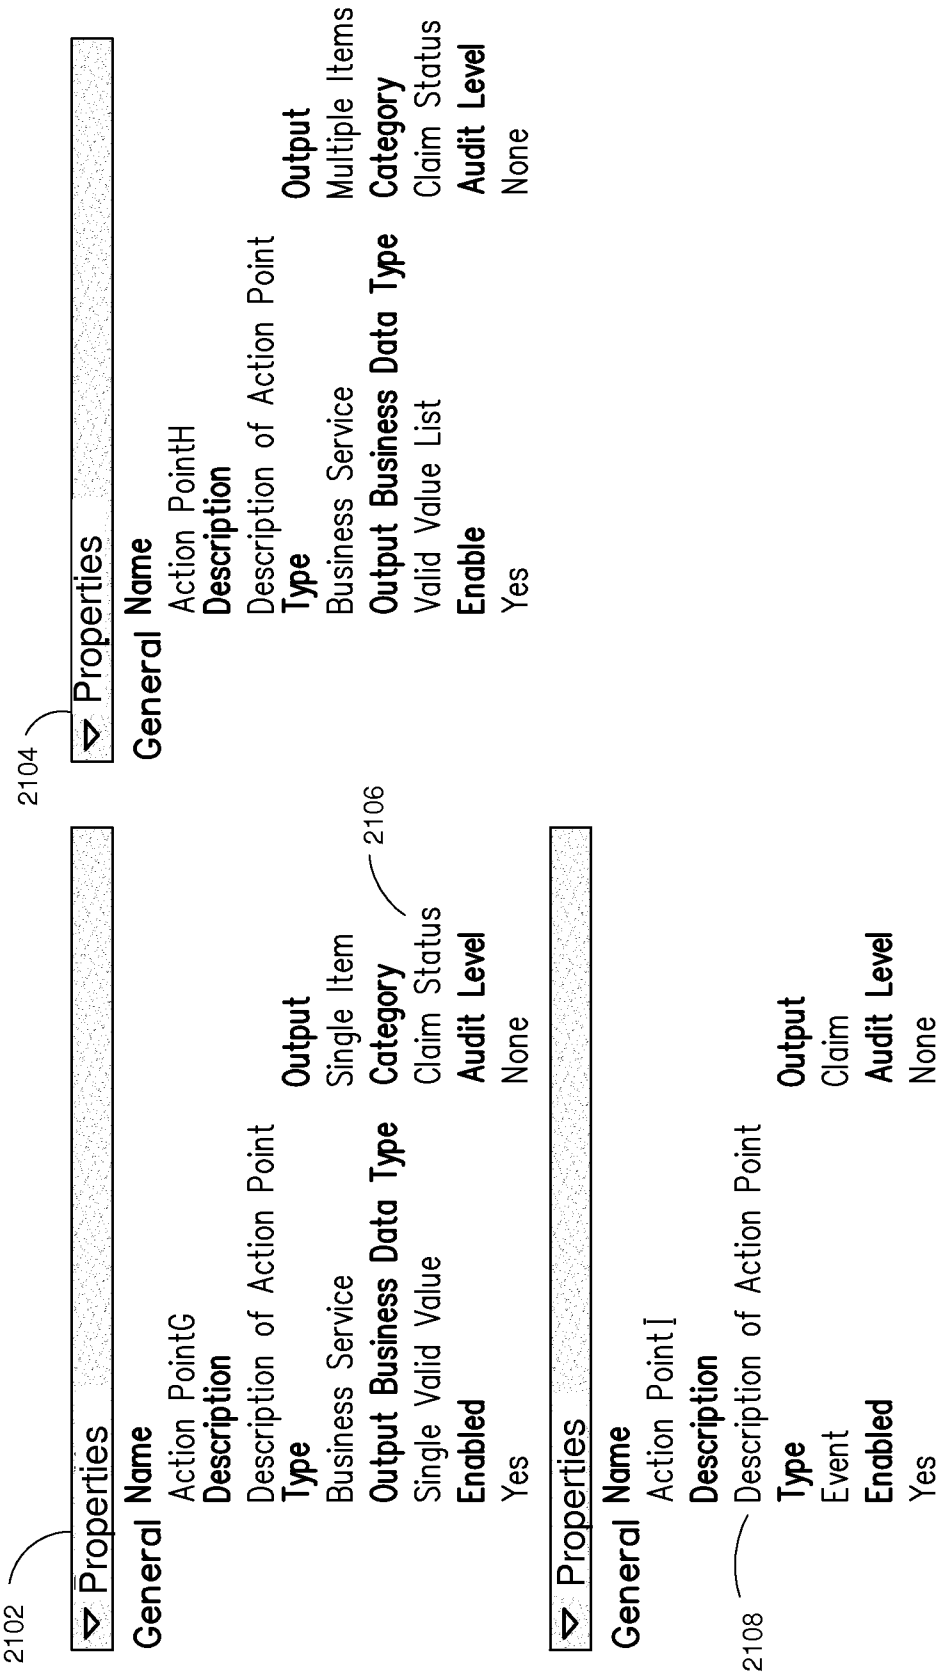 2102
▽ Properties
General Name
Action PointG
Description
Description of Action Point
Type Output
Business Service Single Item
Output Business Data Type Category
Single Valid Value Claim Status
2106
Enabled Audit Level
Yes None
2104
▽ Properties
General Name
Action PointH
Description
Description of Action Point
Type Output
Business Service Multiple Items
Output Business Data Type Category
Valid Value List Claim Status
Enable Audit Level
Yes None
▽ Properties
General Name
Action PointI
Description
2108
Description of Action Point
Type Output
Event Claim
Enabled Audit Level
Yes None